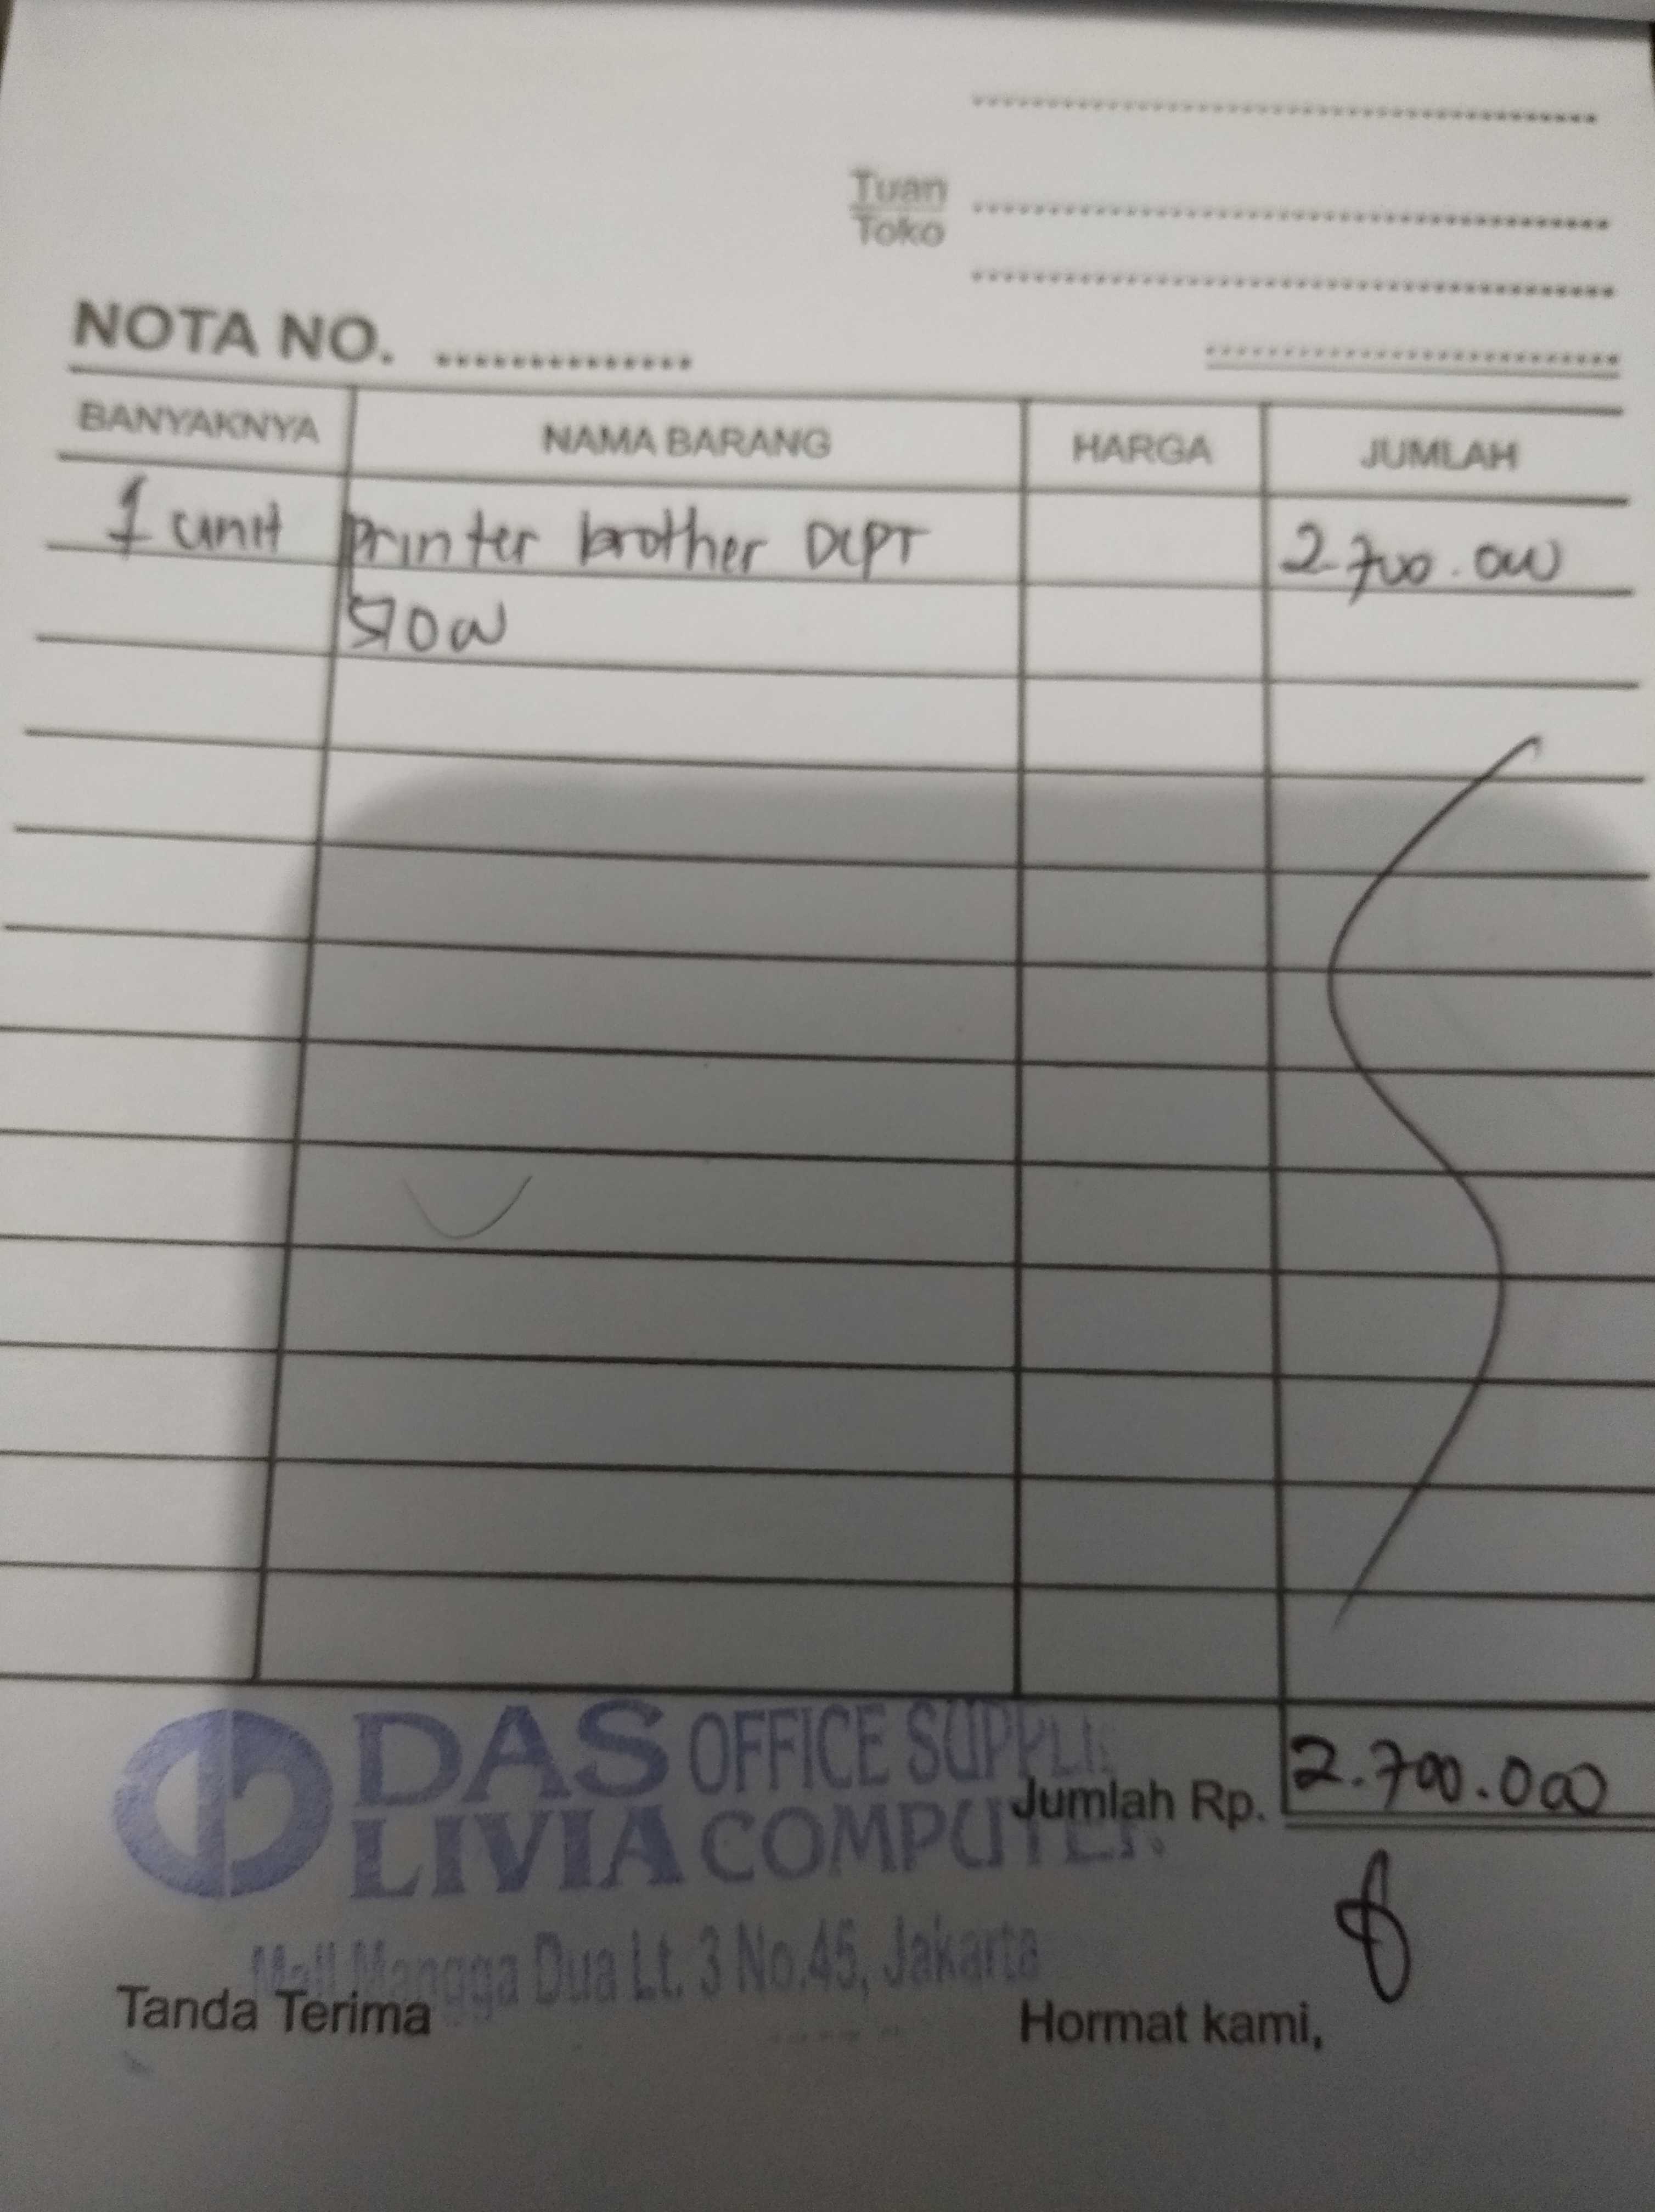 Tuan
Toko
NOTA NO.
BANYAKNYA NAMA BARANG HARGA JUMLAH
1 unit printer brother DCPT 2.700.000
510W
DAS OFFICE SUPPLI
LIVIA COMPUTER
Jumlah Rp. 2.700.000
Mall Mangga Dua Lt. 3 No.45, Jakarta
Tanda Terima Hormat kami,